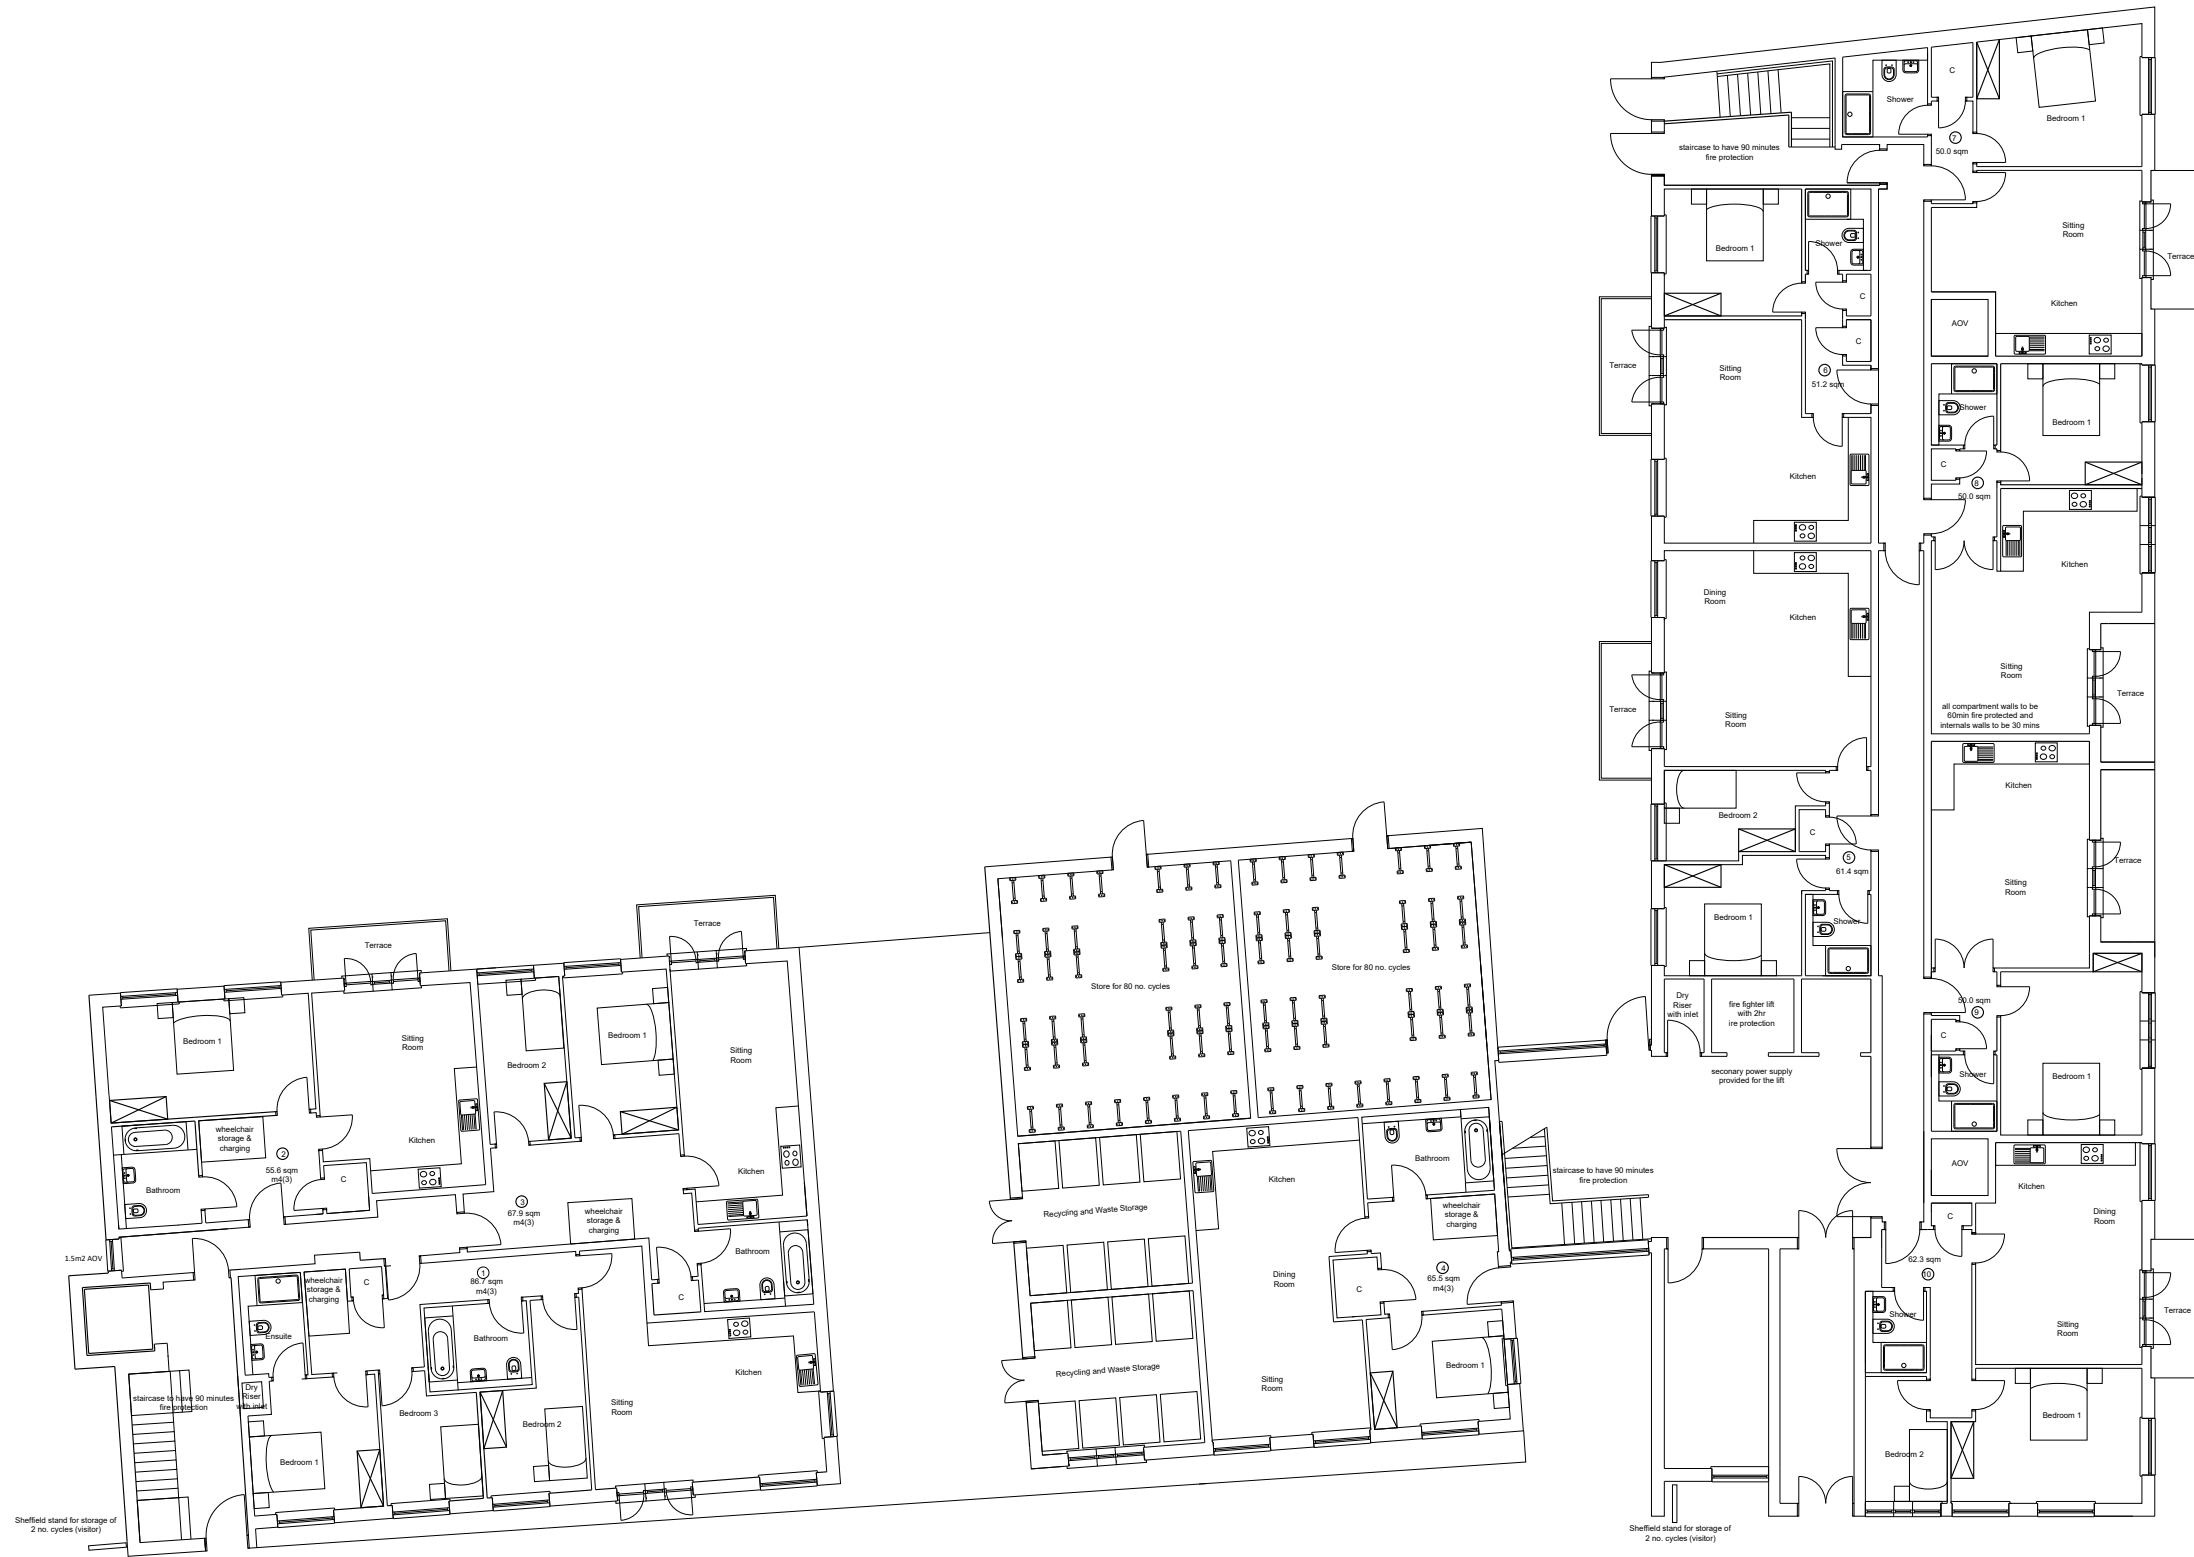 Shower
C
Bedroom 1
7
50.0 sqm
staircase to have 90 minutes
fire protection
Sitting
Room
Terrace
Kitchen
AOV
Bedroom 1
Shower
C
C
6
51.2 sqm
Sitting
Room
Terrace
Kitchen
Shower
Bedroom 1
C
8
50.0 sqm
Kitchen
Sitting
Room
Terrace
all compartment walls to be
60min fire protected and
internals walls to be 30 mins
Dining
Room
Kitchen
Terrace
Sitting
Room
Bedroom 2
C
5
61.4 sqm
Bedroom 1
Shower
Kitchen
Terrace
Sitting
Room
50.0 sqm
9
C
Shower
Bedroom 1
Dry
Riser
with inlet
fire fighter lift
with 2hr
ire protection
seconary power supply
provided for the lift
AOV
Kitchen
C
Dining
Room
62.3 sqm
10
Shower
Sitting
Room
Terrace
Bedroom 1
Bedroom 2
Sheffield stand for storage of
2 no. cycles (visitor)
Store for 80 no. cycles
Store for 80 no. cycles
Recycling and Waste Storage
Recycling and Waste Storage
Kitchen
Bathroom
wheelchair
storage &
charging
staircase to have 90 minutes
fire protection
Dining
Room
C
4
65.5 sqm
m4(3)
Sitting
Room
Bedroom 1
Terrace
Terrace
Bedroom 1
Sitting
Room
Bedroom 2
Bedroom 1
Sitting
Room
wheelchair
storage &
charging
Kitchen
2
55.6 sqm
m4(3)
C
Bathroom
3
67.9 sqm
m4(3)
wheelchair
storage &
charging
Kitchen
Bathroom
C
1.5m2 AOV
wheelchair
storage &
charging
C
1
86.7 sqm
m4(3)
Ensuite
Bathroom
Kitchen
staircase to have 90 minutes
fire protection
Dry
Riser
with inlet
Bedroom 3
Bedroom 2
Sitting
Room
Bedroom 1
Sheffield stand for storage of
2 no. cycles (visitor)